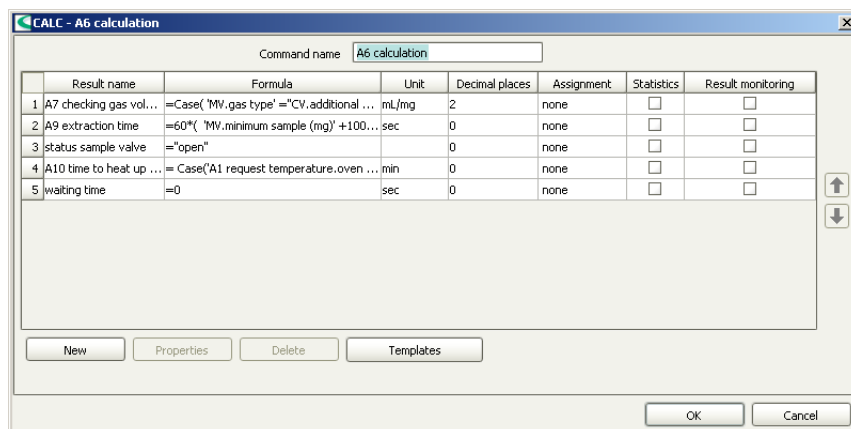 CALC - A6 calculation
Command name A6 calculation
Result name Formula Unit Decimal places Assignment Statistics Result monitoring
1 A7 checking gas vol... =Case( 'MV.gas type' ="CV.additional ... mL/mg 2 none
2 A9 extraction time =60*( 'MV.minimum sample (mg)' +100... sec 0 none
3 status sample valve ="open" 0 none
4 A10 time to heat up ... = Case('A1 request temperature.oven ... min 0 none
5 waiting time =0 sec 0 none
New Properties Delete Templates
OK Cancel